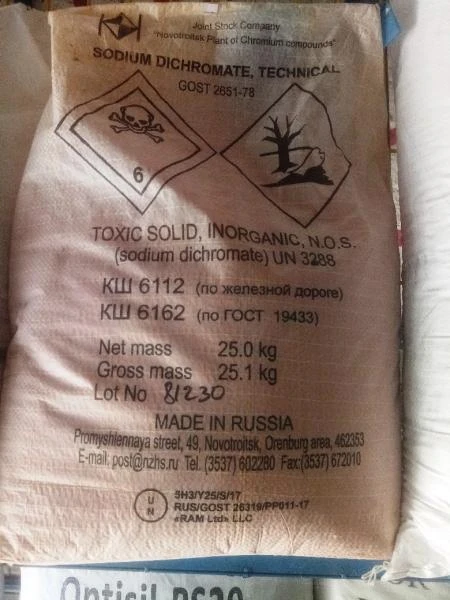 Joint Stock Company
"Novotroitsk Plant of Chromium compounds"
SODIUM DICHROMATE, TECHNICAL
GOST 2651-78
6
TOXIC SOLID, INORGANIC, N.O.S.
(sodium dichromate) UN 3288
КШ 6112 (по железной дороге)
КШ 6162 (по ГОСТ 19433)
Net mass 25.0 kg
Gross mass 25.1 kg
Lot No 81230
MADE IN RUSSIA
Promyshlennaya street, 49, Novotroitsk, Orenburg area, 462353
E-mail: post@nzhs.ru Tel. (3537) 602280 Fax:(3537) 672010
UN
5H3/Y25/S/17
RUS/GOST 26319/PP011-17
«RAM Ltd» LLC